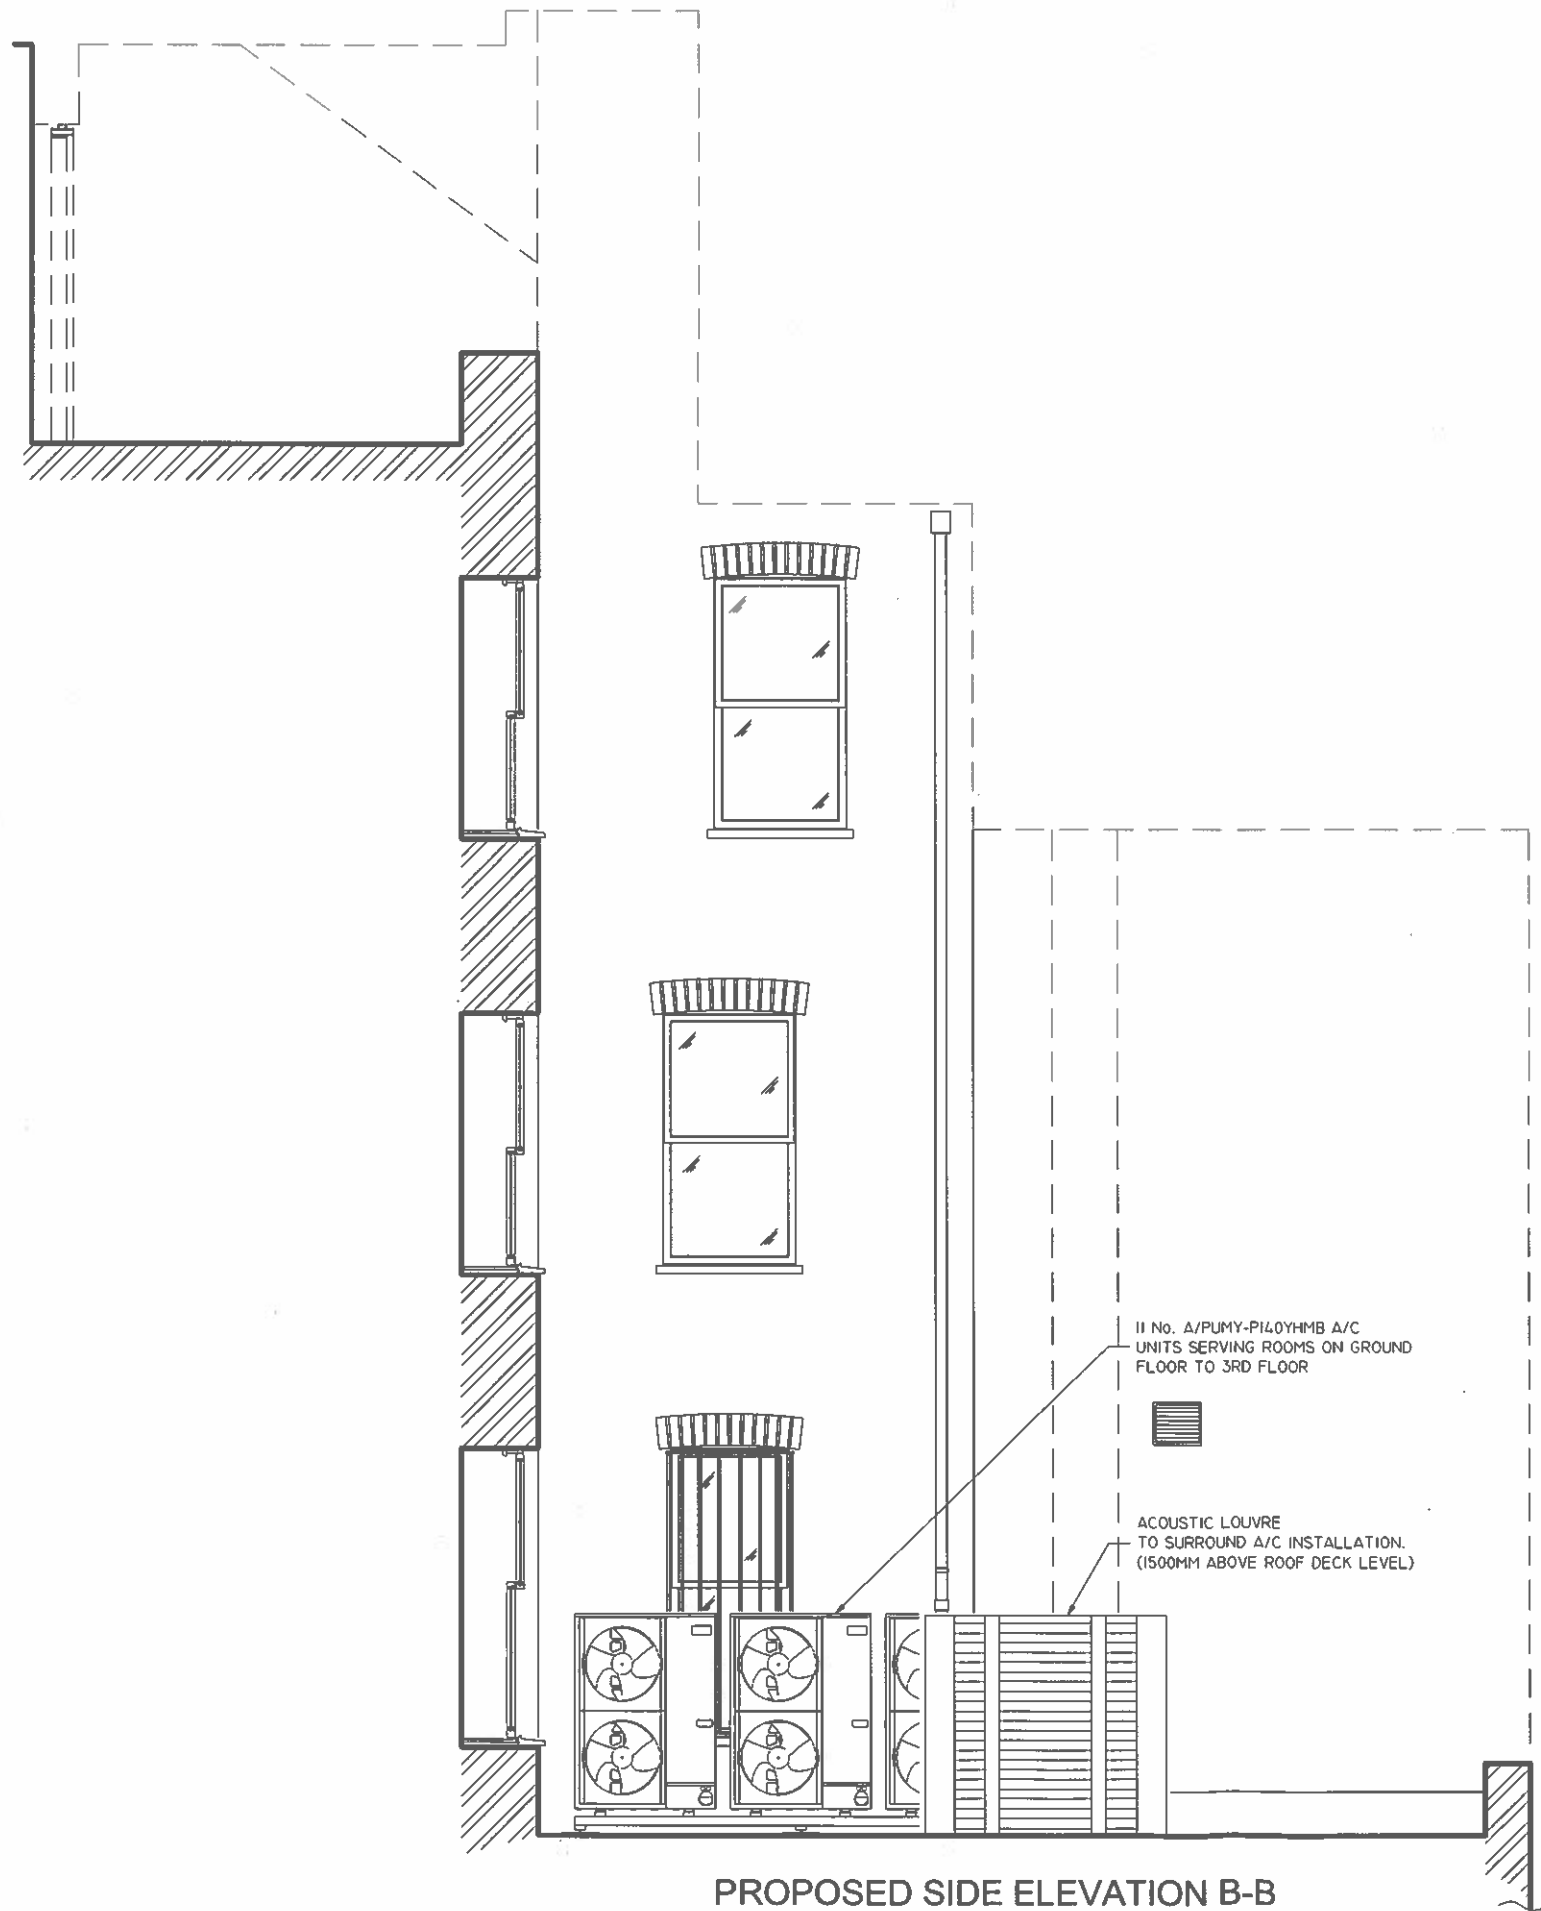 11 No. A/PUMY-P140YHMB A/C
UNITS SERVING ROOMS ON GROUND
FLOOR TO 3RD FLOOR
ACOUSTIC LOUVRE
TO SURROUND A/C INSTALLATION.
(1500MM ABOVE ROOF DECK LEVEL)
PROPOSED SIDE ELEVATION B-B